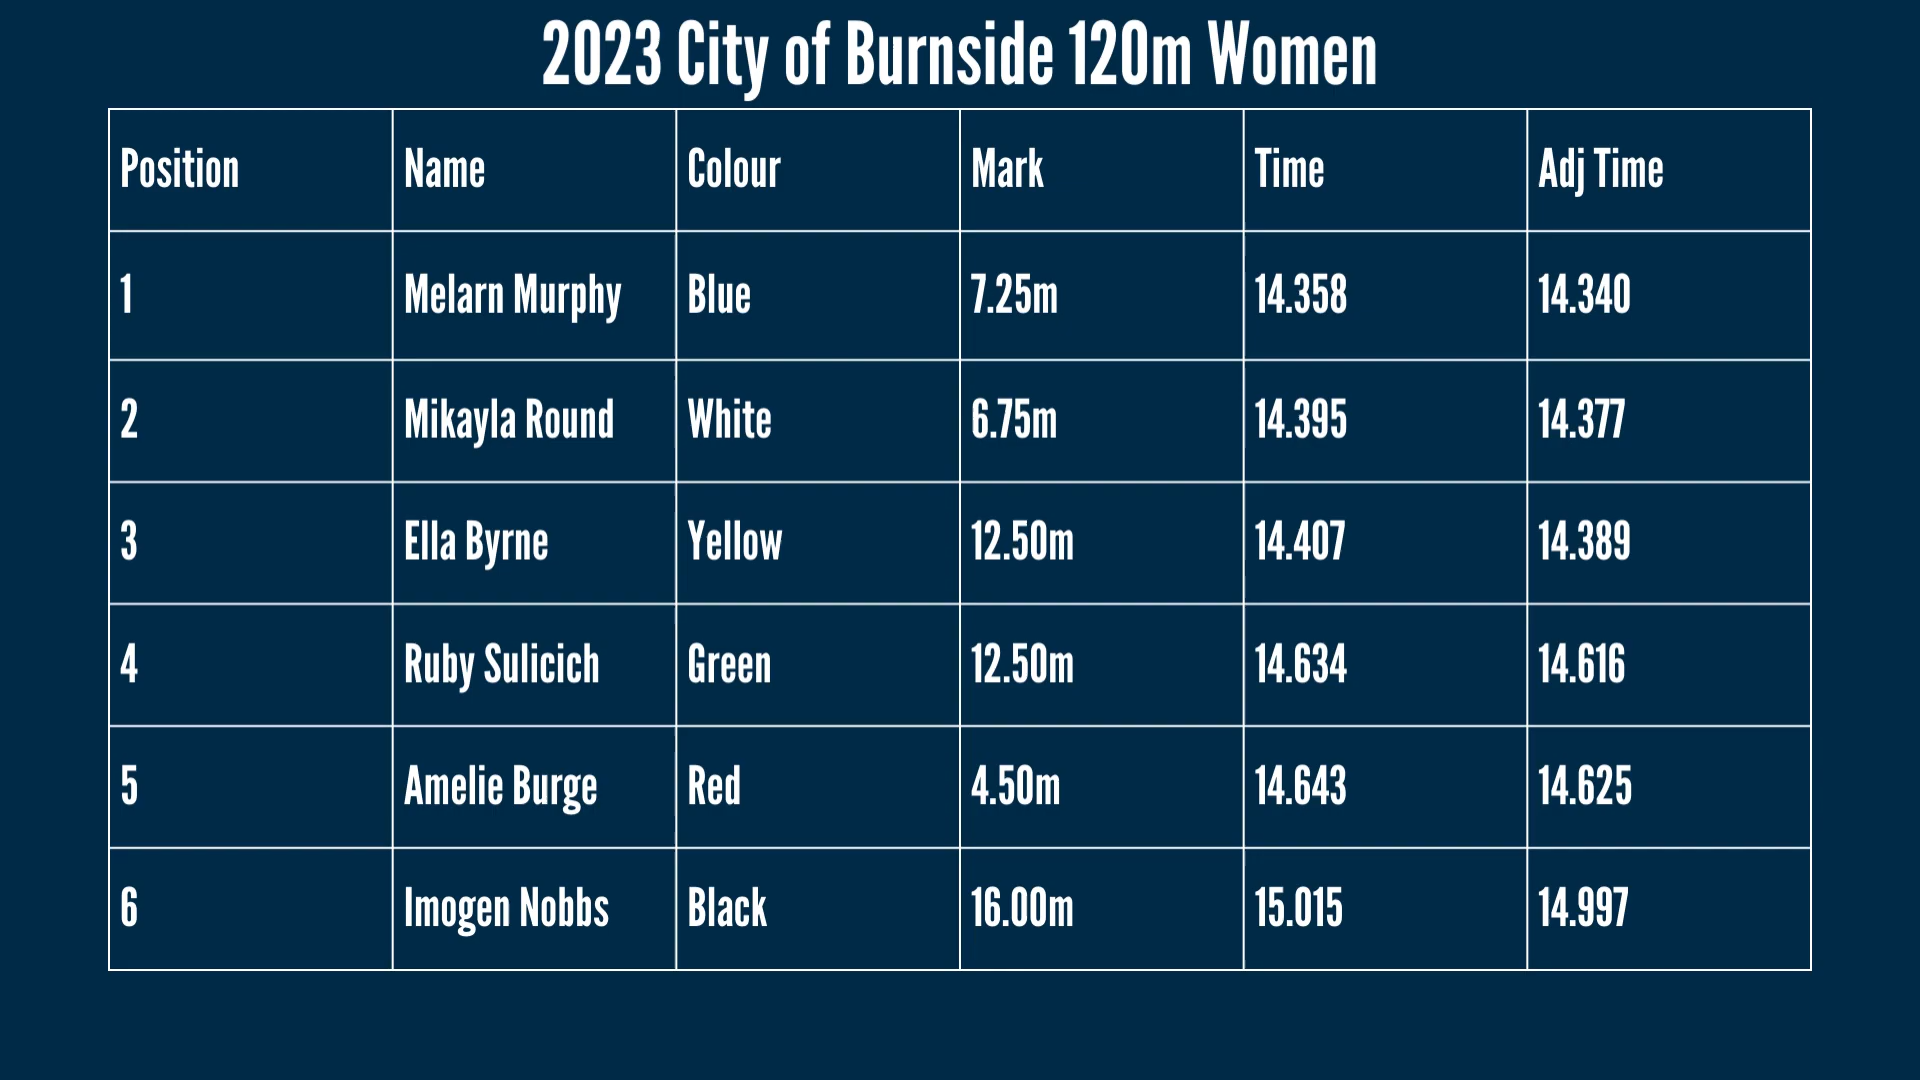 2023 City of Burnside 120m Women
Position Name Colour Mark Time Adj Time
1 Melarn Murphy Blue 7.25m 14.358 14.340
2 Mikayla Round White 6.75m 14.395 14.377
3 Ella Byrne Yellow 12.50m 14.407 14.389
4 Ruby Sulicich Green 12.50m 14.634 14.616
5 Amelie Burge Red 4.50m 14.643 14.625
6 Imogen Nobbs Black 16.00m 15.015 14.997